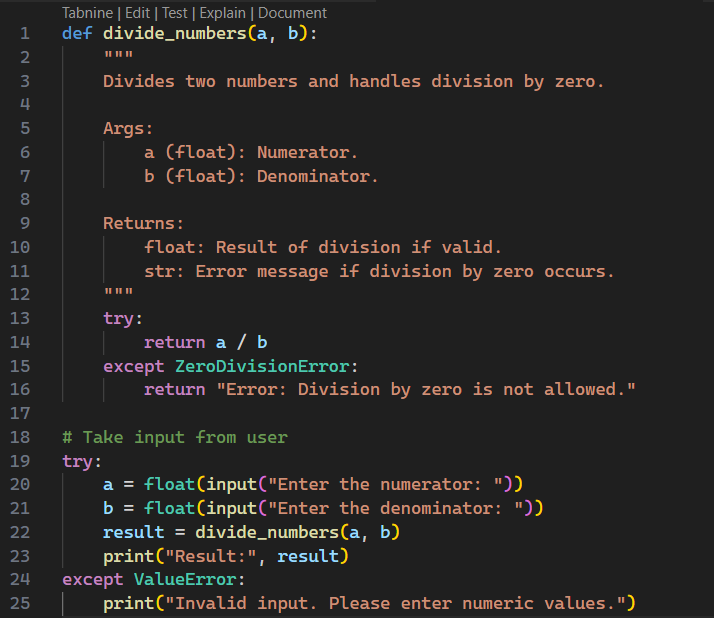 Tabnine | Edit | Test | Explain | Document
1 def divide_numbers(a, b):
2     """
3     Divides two numbers and handles division by zero.
4
5     Args:
6         a (float): Numerator.
7         b (float): Denominator.
8
9     Returns:
10         float: Result of division if valid.
11         str: Error message if division by zero occurs.
12     """
13     try:
14         return a / b
15     except ZeroDivisionError:
16         return "Error: Division by zero is not allowed."
17
18 # Take input from user
19 try:
20     a = float(input("Enter the numerator: "))
21     b = float(input("Enter the denominator: "))
22     result = divide_numbers(a, b)
23     print("Result:", result)
24 except ValueError:
25     print("Invalid input. Please enter numeric values.")